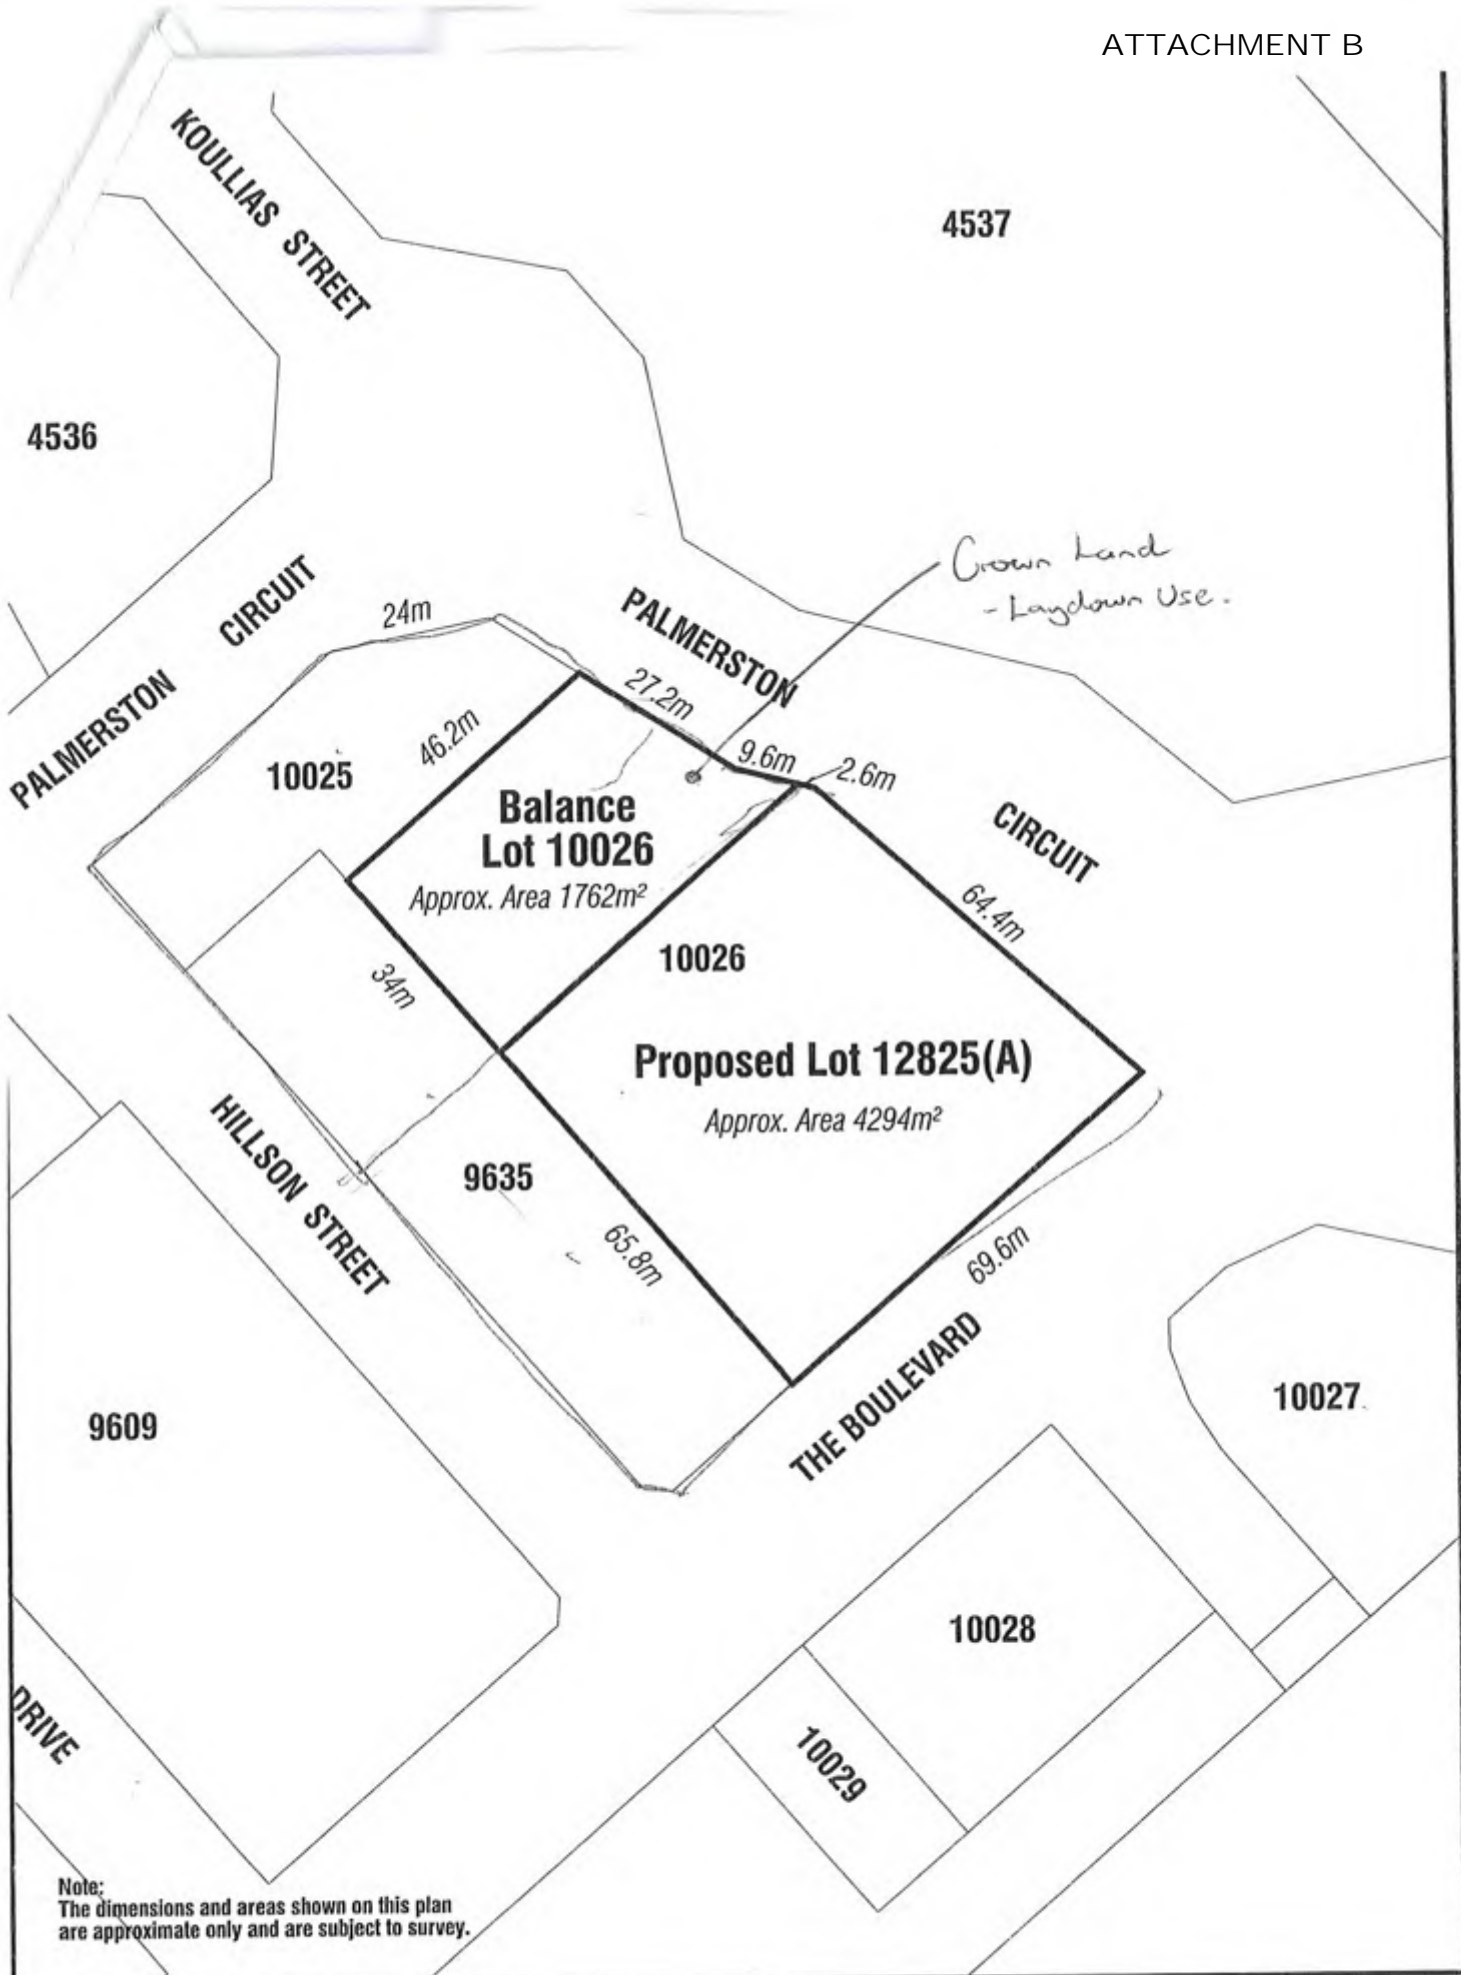 ATTACHMENT B
KOULLIAS STREET
4537
4536
Crown Land
- Laydown Use.
PALMERSTON CIRCUIT
24m
PALMERSTON
27.2m
46.2m
9.6m
2.6m
10025
Balance
Lot 10026
Approx. Area 1762m²
CIRCUIT
64.4m
10026
34m
Proposed Lot 12825(A)
Approx. Area 4294m²
HILLSON STREET
9635
65.8m
69.6m
THE BOULEVARD
10027
9609
10028
10029
DRIVE
Note:
The dimensions and areas shown on this plan
are approximate only and are subject to survey.